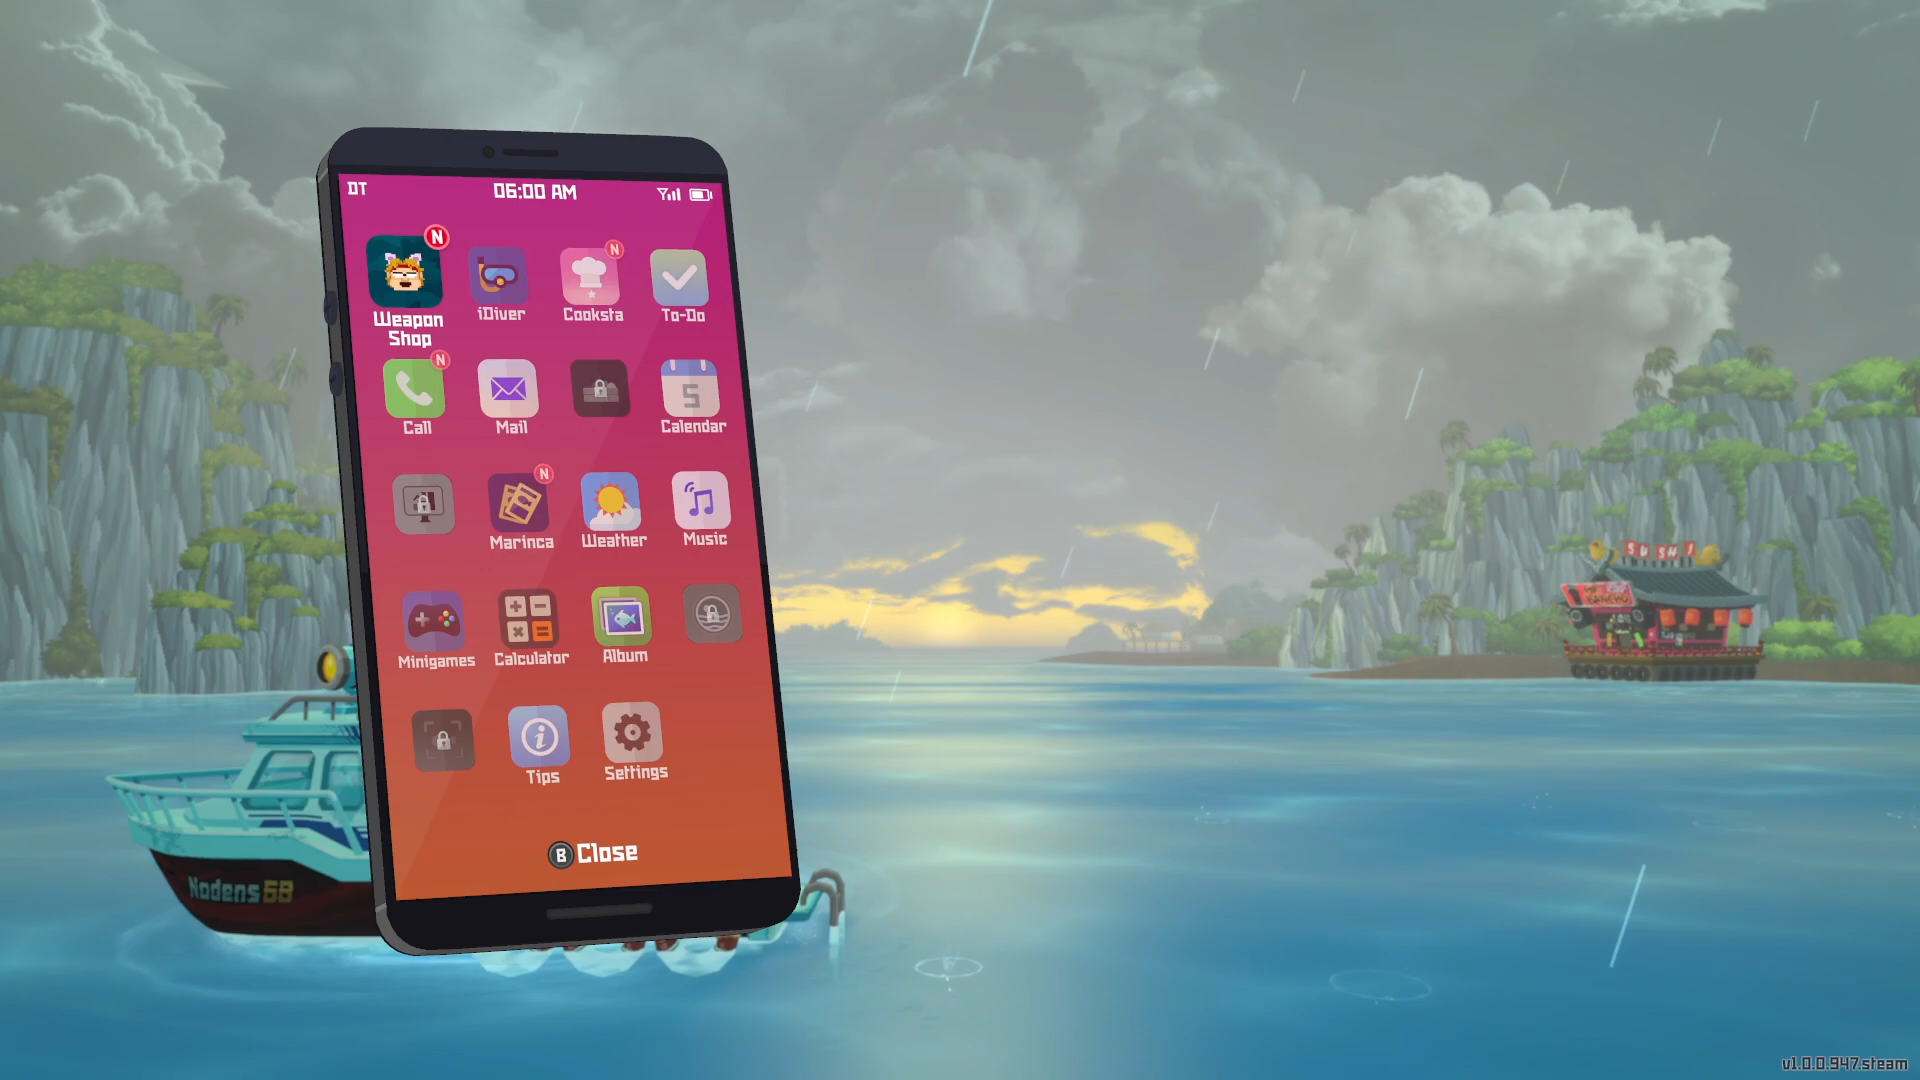 DT
06:00 AM
N
Weapon
Shop
iDiver
N
Cooksta
To-Do
N
Call
Mail
5
Calendar
N
Marinca
Weather
Music
Minigames
Calculator
Album
i
Tips
Settings
B Close
SUSHI
Nodens68
v1.0.0.947.steam